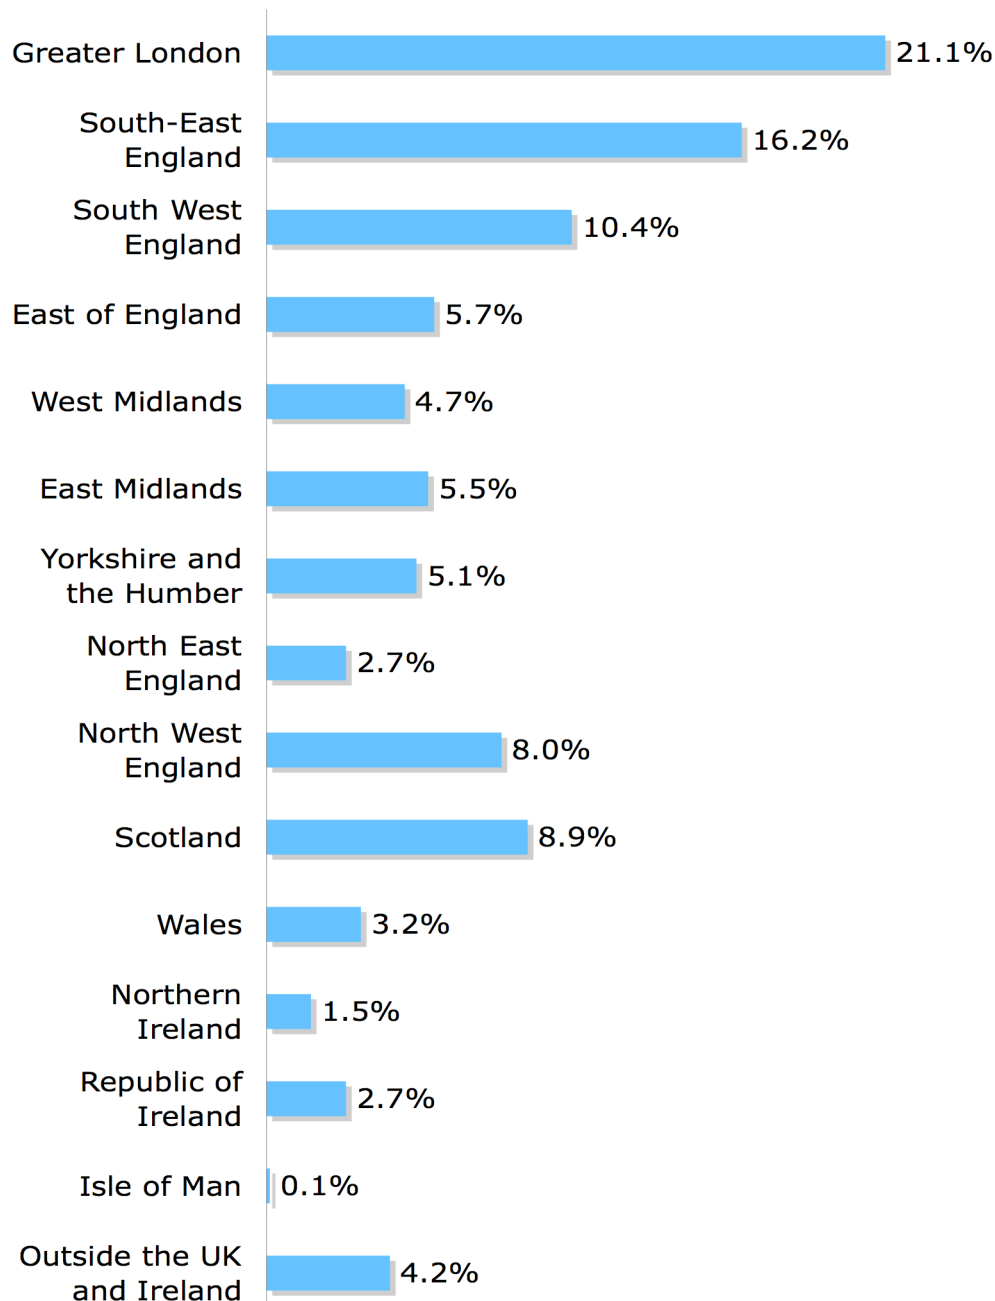 Greater London 21.1%
South-East
England 16.2%
South West
England 10.4%
East of England 5.7%
West Midlands 4.7%
East Midlands 5.5%
Yorkshire and
the Humber 5.1%
North East
England 2.7%
North West
England 8.0%
Scotland 8.9%
Wales 3.2%
Northern
Ireland 1.5%
Republic of
Ireland 2.7%
Isle of Man 0.1%
Outside the UK
and Ireland 4.2%